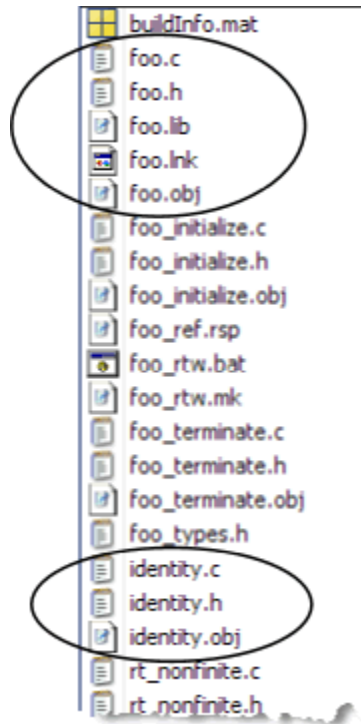 buildInfo.mat
foo.c
foo.h
foo.lib
foo.lnk
foo.obj
foo_initialize.c
foo_initialize.h
foo_initialize.obj
foo_ref.rsp
foo_rtw.bat
foo_rtw.mk
foo_terminate.c
foo_terminate.h
foo_terminate.obj
foo_types.h
identity.c
identity.h
identity.obj
rt_nonfinite.c
rt_nonfinite.h